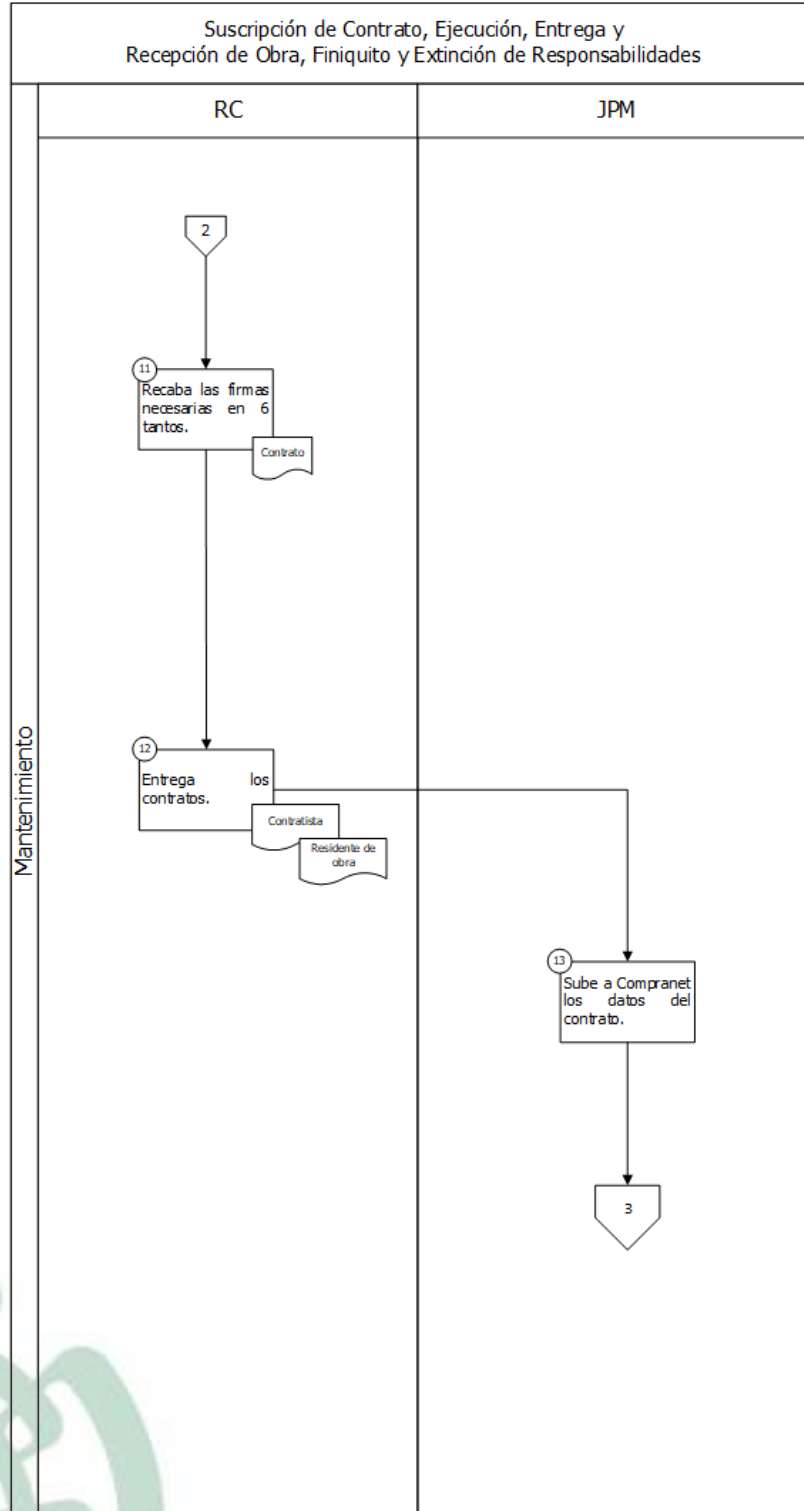 Suscripción de Contrato, Ejecución, Entrega y
Recepción de Obra, Finiquito y Extinción de Responsabilidades
RC
JPM
Mantenimiento
2
11
Recaba las firmas
necesarias en 6
tantos.
Contrato
12
Entrega los
contratos.
Contratista
Residente de
obra
13
Sube a Compranet
los datos del
contrato.
3